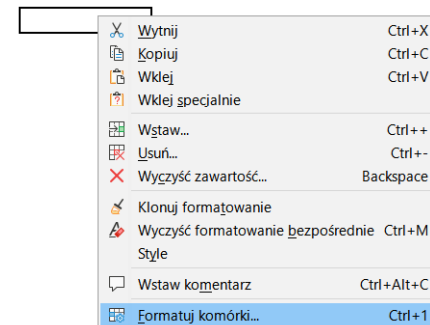 Wytnij Ctrl+X
Kopiuj Ctrl+C
Wklej Ctrl+V
Wklej specjalnie
Wstaw... Ctrl++
Usuń... Ctrl+-
Wyczyść zawartość... Backspace
Klonuj formatowanie
Wyczyść formatowanie bezpośrednie Ctrl+M
Style
Wstaw komentarz Ctrl+Alt+C
Formatuj komórki... Ctrl+1